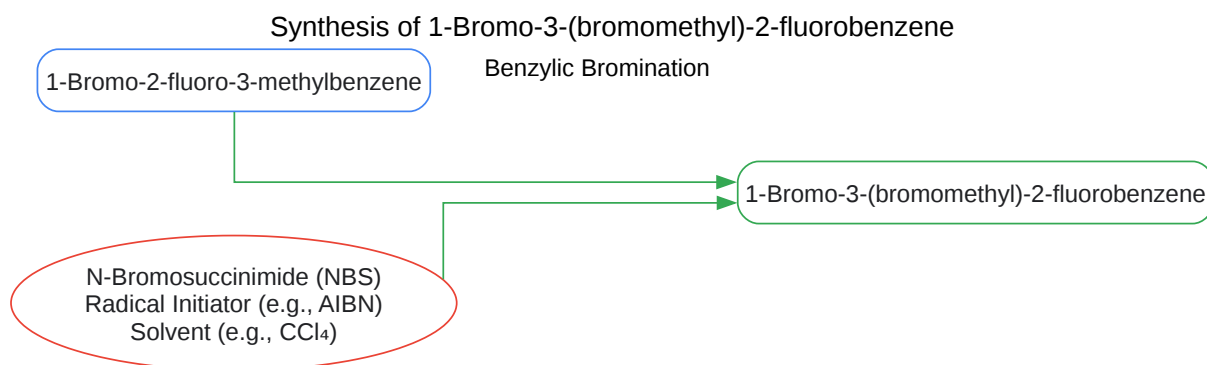 Synthesis of 1-Bromo-3-(bromomethyl)-2-fluorobenzene
Benzylic Bromination
1-Bromo-2-fluoro-3-methylbenzene
1-Bromo-3-(bromomethyl)-2-fluorobenzene
N-Bromosuccinimide (NBS)
Radical Initiator (e.g., AIBN)
Solvent (e.g., CCl₄)